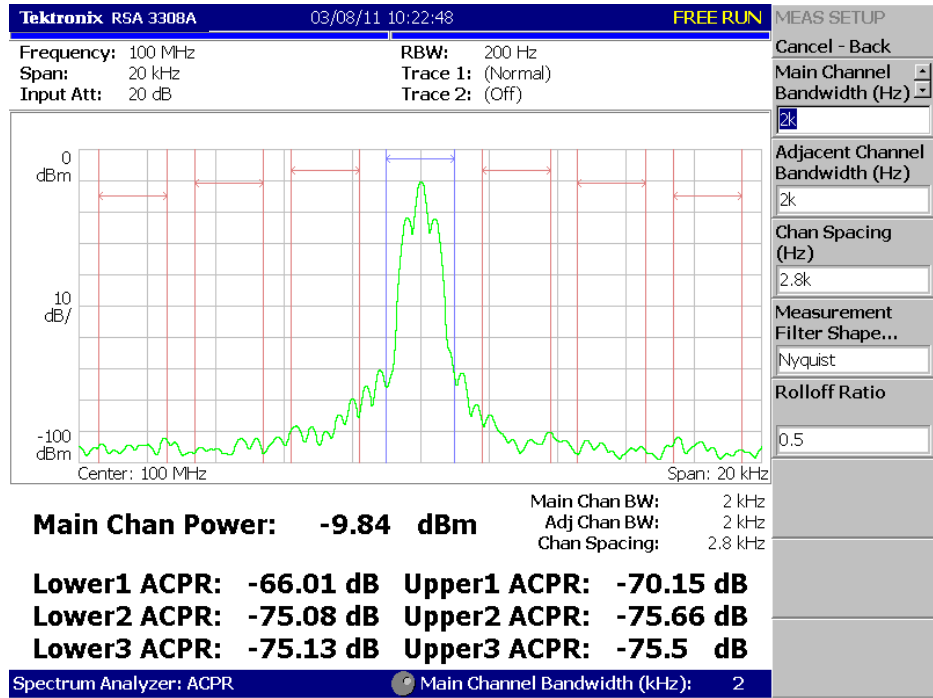 Tektronix RSA 3308A 03/08/11 10:22:48 FREE RUN
Frequency: 100 MHz RBW: 200 Hz
Span: 20 kHz Trace 1: (Normal)
Input Att: 20 dB Trace 2: (Off)
0
dBm
10
dB/
-100
dBm
Center: 100 MHz Span: 20 kHz
Main Chan Power: -9.84 dBm
Main Chan BW: 2 kHz
Adj Chan BW: 2 kHz
Chan Spacing: 2.8 kHz
Lower1 ACPR: -66.01 dB Upper1 ACPR: -70.15 dB
Lower2 ACPR: -75.08 dB Upper2 ACPR: -75.66 dB
Lower3 ACPR: -75.13 dB Upper3 ACPR: -75.5 dB
Spectrum Analyzer: ACPR Main Channel Bandwidth (kHz): 2
MEAS SETUP
Cancel - Back
Main Channel
Bandwidth (Hz)
2k
Adjacent Channel
Bandwidth (Hz)
2k
Chan Spacing
(Hz)
2.8k
Measurement
Filter Shape...
Nyquist
Rolloff Ratio
0.5